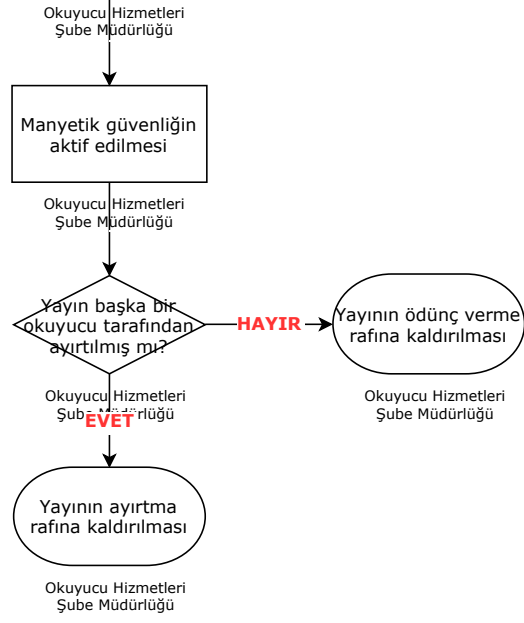 Okuyucu Hizmetleri
Şube Müdürlüğü
Manyetik güvenliğin
aktif edilmesi
Okuyucu Hizmetleri
Şube Müdürlüğü
Yayın başka bir
okuyucu tarafından
ayırtılmış mı?
HAYIR
Yayının ödünç verme
rafına kaldırılması
Okuyucu Hizmetleri
Şube Müdürlüğü
Okuyucu Hizmetleri
Şube Müdürlüğü
EVET
Yayının ayırtma
rafına kaldırılması
Okuyucu Hizmetleri
Şube Müdürlüğü